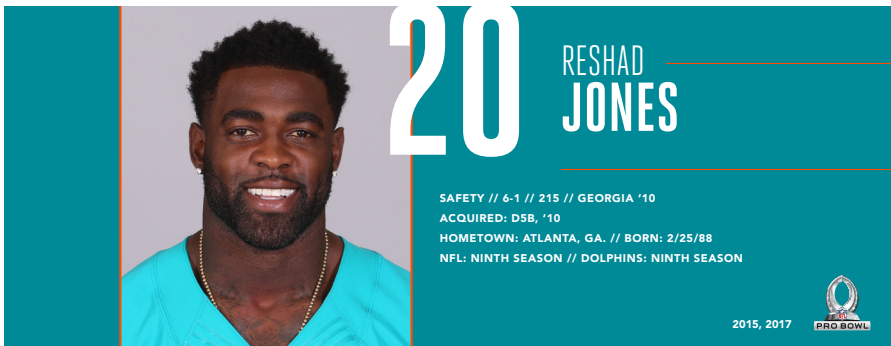 20
RESHAD
JONES
SAFETY // 6-1 // 215 // GEORGIA ’10
ACQUIRED: D5B, ’10
HOMETOWN: ATLANTA, GA. // BORN: 2/25/88
NFL: NINTH SEASON // DOLPHINS: NINTH SEASON
2015, 2017
NFL
PRO BOWL